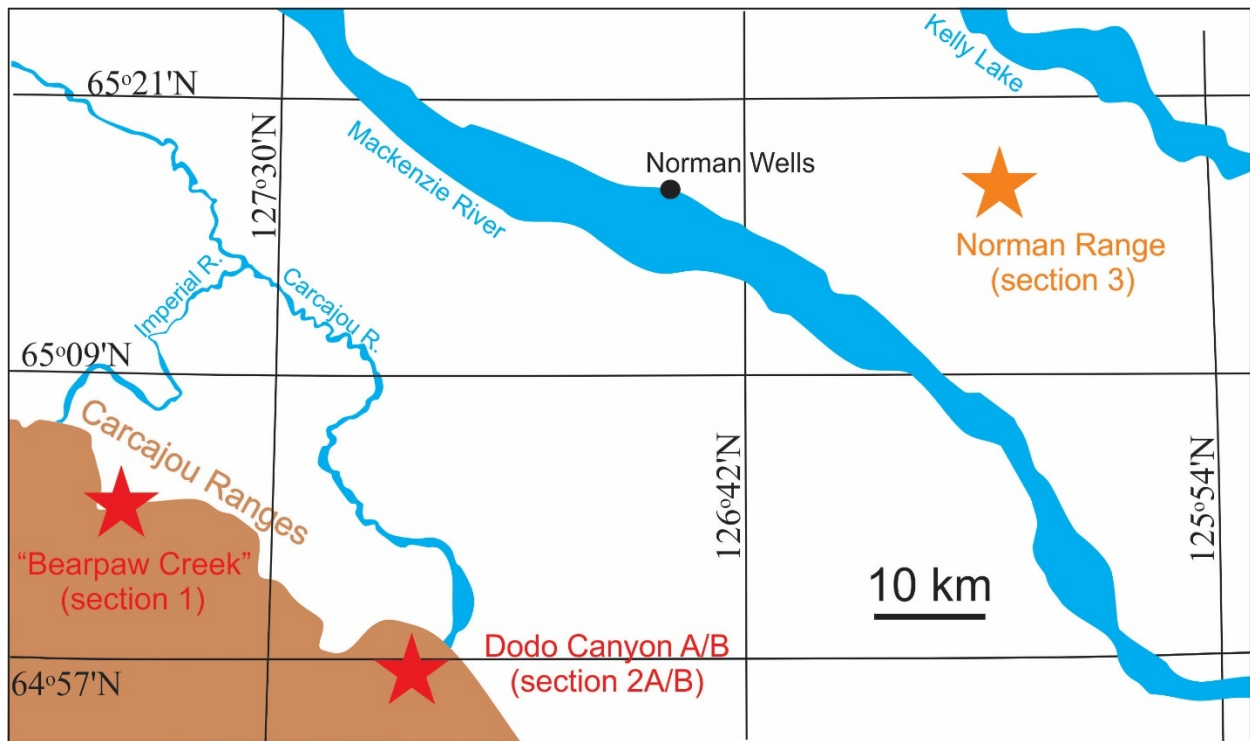 Kelly Lake
65°21'N
127°30'N
Mackenzie River
Norman Wells
Norman Range
(section 3)
Imperial R.
Carcajou R.
65°09'N
Carcajou Ranges
126°42'N
125°54'N
“Bearpaw Creek”
(section 1)
10 km
Dodo Canyon A/B
(section 2A/B)
64°57'N